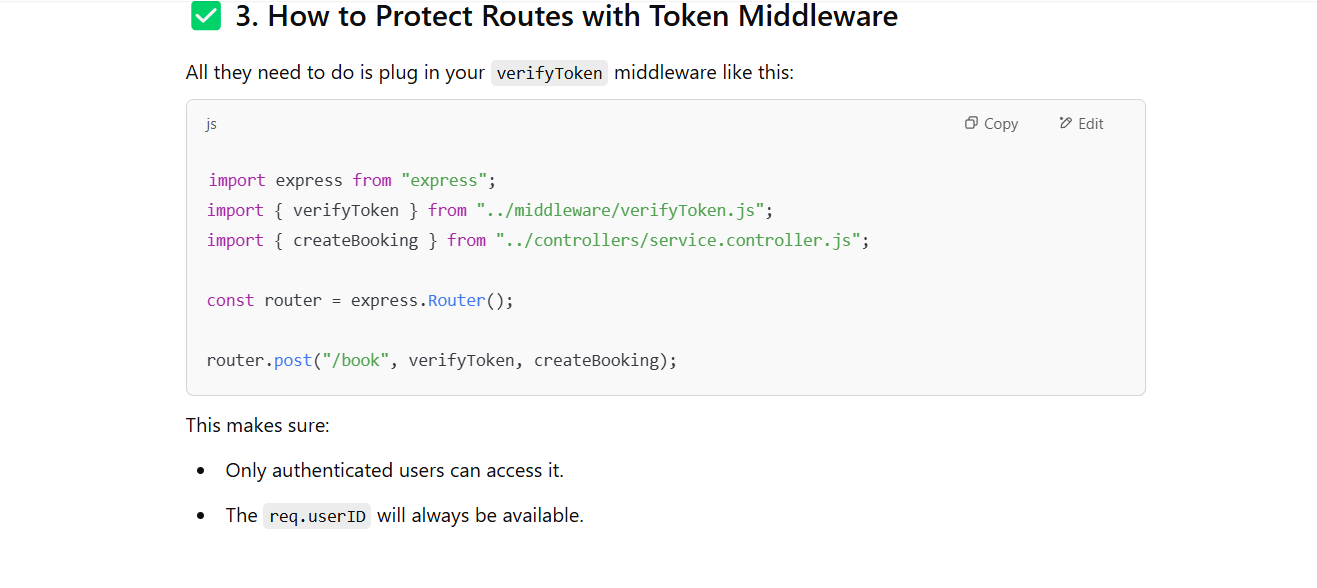 ✅ 3. How to Protect Routes with Token Middleware
All they need to do is plug in your verifyToken middleware like this:
js Copy Edit
import express from "express";
import { verifyToken } from "../middleware/verifyToken.js";
import { createBooking } from "../controllers/service.controller.js";
const router = express.Router();
router.post("/book", verifyToken, createBooking);
This makes sure:
• Only authenticated users can access it.
• The req.userID will always be available.